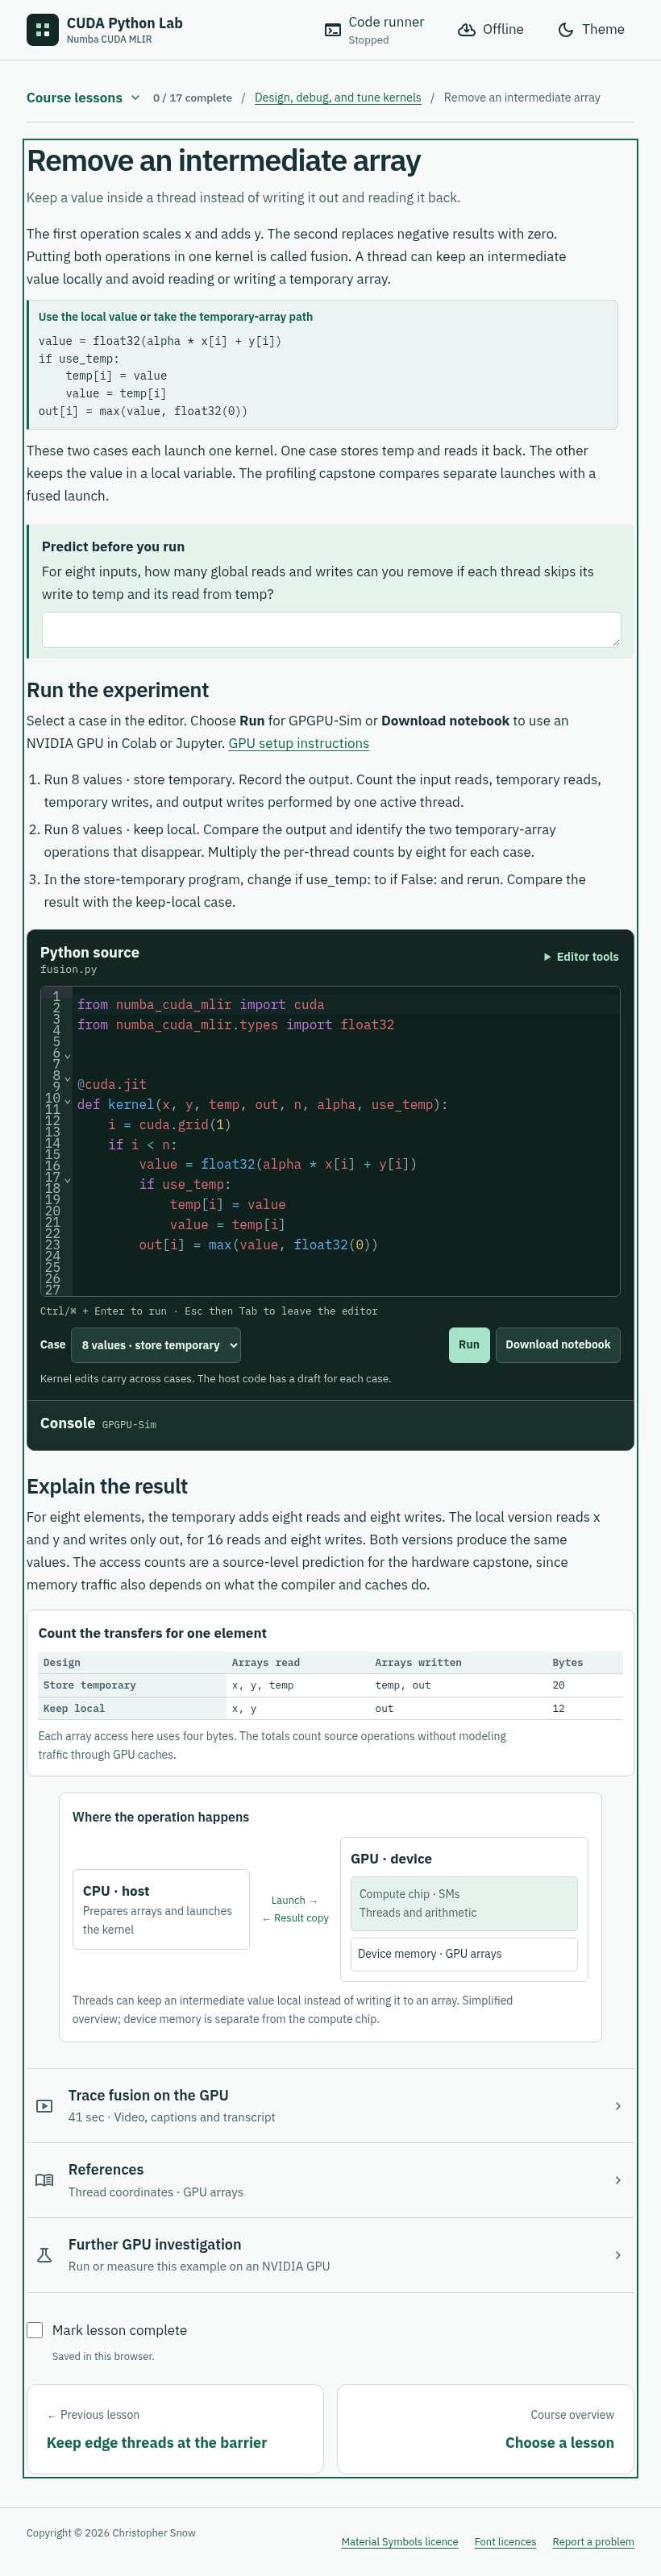 CUDA Python Lab
Numba CUDA MLIR
Code runner
Stopped
Offline
Theme
Course lessons 0 / 17 complete / Design, debug, and tune kernels / Remove an intermediate array
Remove an intermediate array
Keep a value inside a thread instead of writing it out and reading it back.
The first operation scales x and adds y. The second replaces negative results with zero.
Putting both operations in one kernel is called fusion. A thread can keep an intermediate
value locally and avoid reading or writing a temporary array.
Use the local value or take the temporary-array path
value = float32(alpha * x[i] + y[i])
if use_temp:
    temp[i] = value
    value = temp[i]
out[i] = max(value, float32(0))
These two cases each launch one kernel. One case stores temp and reads it back. The other
keeps the value in a local variable. The profiling capstone compares separate launches with a
fused launch.
Predict before you run
For eight inputs, how many global reads and writes can you remove if each thread skips its
write to temp and its read from temp?
Run the experiment
Select a case in the editor. Choose Run for GPGPU-Sim or Download notebook to use an
NVIDIA GPU in Colab or Jupyter. GPU setup instructions
1. Run 8 values · store temporary. Record the output. Count the input reads, temporary reads,
temporary writes, and output writes performed by one active thread.
2. Run 8 values · keep local. Compare the output and identify the two temporary-array
operations that disappear. Multiply the per-thread counts by eight for each case.
3. In the store-temporary program, change if use_temp: to if False: and rerun. Compare the
result with the keep-local case.
Python source
fusion.py
▶ Editor tools
1
2
3
4
5
6
7
8
9
10
11
12
13
14
15
16
17
18
19
20
21
22
23
24
25
26
27
from numba_cuda_mlir import cuda
from numba_cuda_mlir.types import float32
@cuda.jit
def kernel(x, y, temp, out, n, alpha, use_temp):
    i = cuda.grid(1)
    if i < n:
        value = float32(alpha * x[i] + y[i])
        if use_temp:
            temp[i] = value
            value = temp[i]
        out[i] = max(value, float32(0))
Ctrl/⌘ + Enter to run · Esc then Tab to leave the editor
Case 8 values · store temporary Run Download notebook
Kernel edits carry across cases. The host code has a draft for each case.
Console GPGPU-Sim
Explain the result
For eight elements, the temporary adds eight reads and eight writes. The local version reads x
and y and writes only out, for 16 reads and eight writes. Both versions produce the same
values. The access counts are a source-level prediction for the hardware capstone, since
memory traffic also depends on what the compiler and caches do.
Count the transfers for one element
Design Arrays read Arrays written Bytes
Store temporary x, y, temp temp, out 20
Keep local x, y out 12
Each array access here uses four bytes. The totals count source operations without modeling
traffic through GPU caches.
Where the operation happens
CPU · host
Prepares arrays and launches
the kernel
Launch →
← Result copy
GPU · device
Compute chip · SMs
Threads and arithmetic
Device memory · GPU arrays
Threads can keep an intermediate value local instead of writing it to an array. Simplified
overview; device memory is separate from the compute chip.
Trace fusion on the GPU
41 sec · Video, captions and transcript
References
Thread coordinates · GPU arrays
Further GPU investigation
Run or measure this example on an NVIDIA GPU
Mark lesson complete
Saved in this browser.
← Previous lesson
Keep edge threads at the barrier
Course overview
Choose a lesson
Copyright © 2026 Christopher Snow
Material Symbols licence Font licences Report a problem